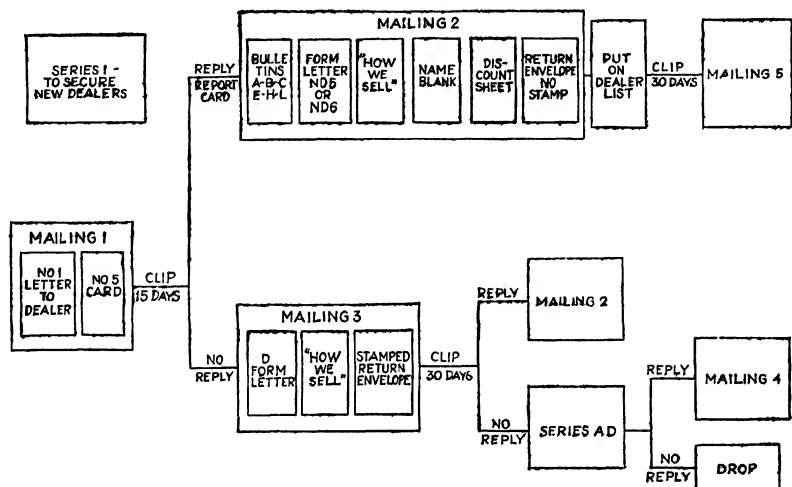 SERIES 1 -
TO SECURE
NEW DEALERS
MAILING 1
NO 1
LETTER
TO
DEALER
NO 5
CARD
CLIP
15 DAYS
REPLY
REPORT
CARD
MAILING 2
BULLE
TINS
A-B-C
E-H-L
FORM
LETTER
ND5
OR
ND6
"HOW
WE
SELL"
NAME
BLANK
DIS-
COUNT
SHEET
RETURN
ENVELOPE
NO
STAMP
PUT
ON
DEALER
LIST
CLIP
30 DAYS
MAILING 5
NO
REPLY
MAILING 3
D
FORM
LETTER
"HOW
WE
SELL"
STAMPED
RETURN
ENVELOPE
CLIP
30 DAYS
REPLY
MAILING 2
NO
REPLY
SERIES AD
REPLY
MAILING 4
NO
REPLY
DROP